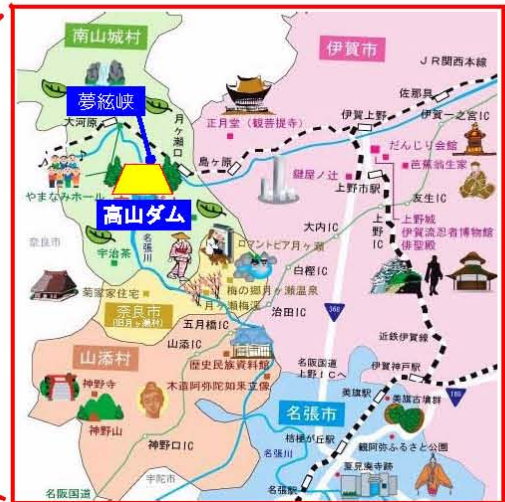 南山城村
伊賀市
JR関西本線
佐那具
夢絃峡
月ヶ瀬口
大河原
正月堂(観菩提寺)
伊賀上野
伊賀一之宮IC
島ヶ原
だんじり会館
芭蕉翁生家
鍵屋ノ辻
上野市駅
やまなみホール
高山ダム
友生IC
上野城
伊賀流忍者博物館
俳聖殿
上野IC
大内IC
奈良市
名張川
宇治茶
ロマントピア月ヶ瀬
白樫IC
菊家家住宅
梅の郷月ヶ瀬温泉
月ヶ瀬梅渓
治田IC
368
奈良市
(旧月ヶ瀬村)
五月橋IC
近鉄伊賀線
山添村
山添IC
歴史民族資料館
名阪国道
上野ICへ
伊賀神戸駅
木造阿弥陀如来立像
165
神野寺
美旗駅
美旗古墳群
名張市
神野山
桔梗が丘駅
観阿弥ふるさと公園
神野口IC
名張川
夏見廃寺跡
宇陀市
名阪国道
名張駅